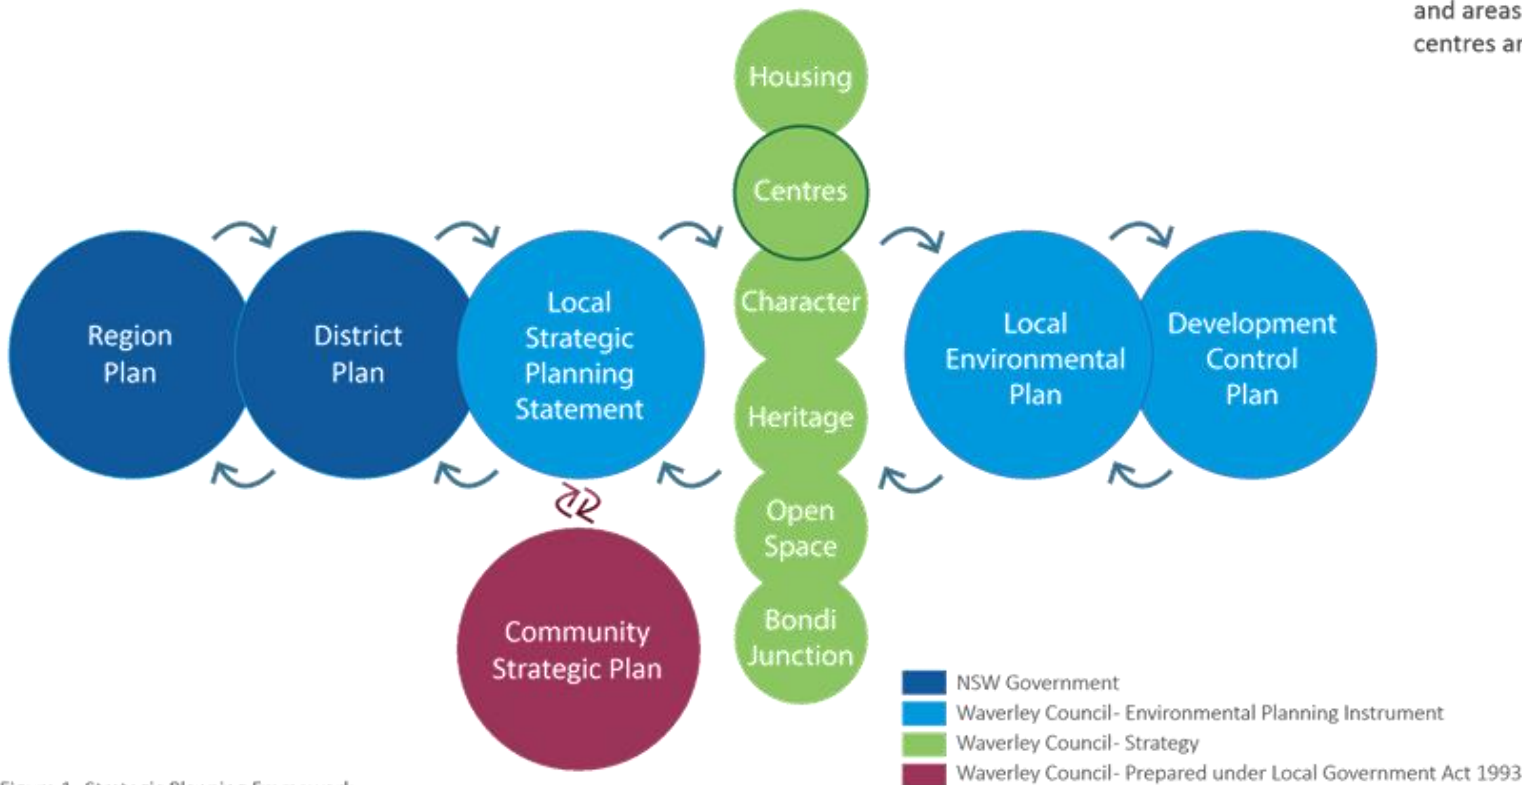 and areas
centres ar
Housing
Centres
Character
Heritage
Open
Space
Bondi
Junction
Region
Plan
District
Plan
Local
Strategic
Planning
Statement
Local
Environmental
Plan
Development
Control
Plan
Community
Strategic Plan
NSW Government
Waverley Council- Environmental Planning Instrument
Waverley Council- Strategy
Waverley Council- Prepared under Local Government Act 1993